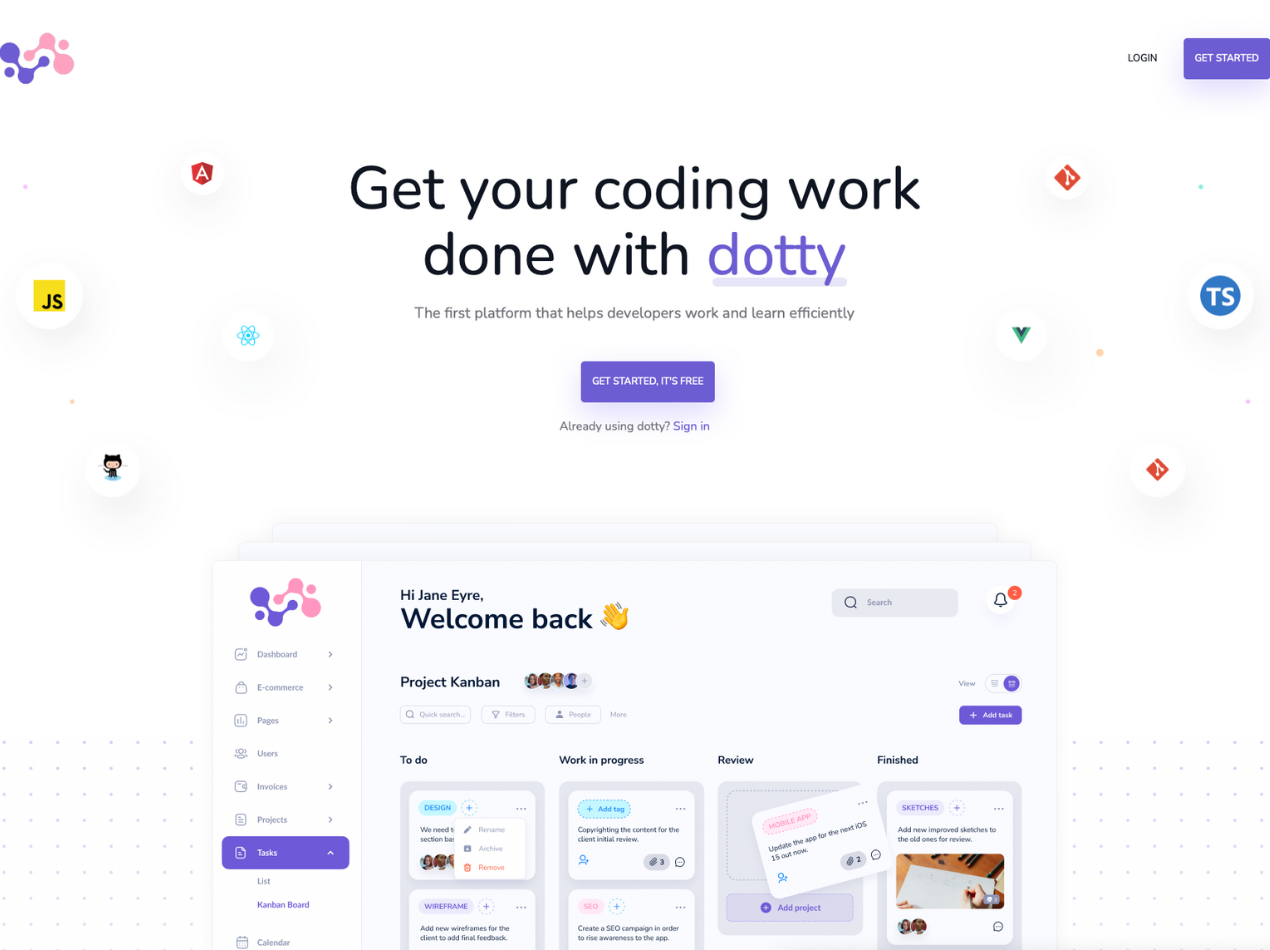 LOGIN
GET STARTED
Get your coding work
done with dotty
The first platform that helps developers work and learn efficiently
GET STARTED, IT'S FREE
Already using dotty? Sign in
JS
TS
Hi Jane Eyre,
Welcome back 👋
Search
2
Dashboard
E-commerce
Pages
Users
Invoices
Projects
Tasks
List
Kanban Board
Calendar
Project Kanban
View
Quick search...
Filters
People
More
Add task
To do
Work in progress
Review
Finished
DESIGN
We need t
section bas
Rename
Archive
Remove
WIREFRAME
Add new wireframes for the
client to add final feedback.
Add tag
Copyrighting the content for the
client initial review.
3
SEO
Create a SEO campaign in order
to rise awareness to the app.
MOBILE APP
Update the app for the next iOS
15 out now.
2
Add project
SKETCHES
Add new improved sketches to
the old ones for review.